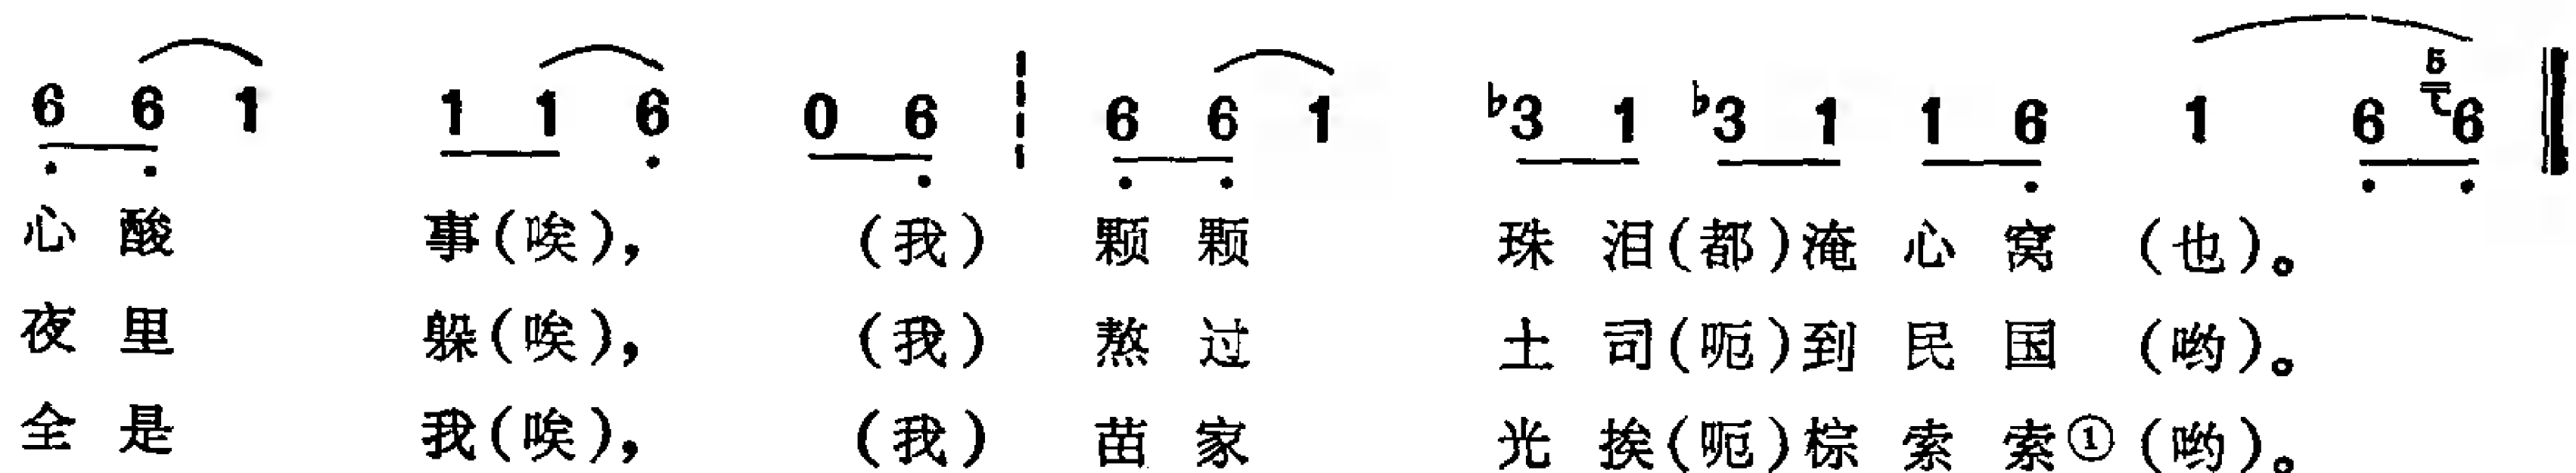 6 6 1 1 1 6 0 6 6 6 1 ♭3 1 ♭3 1 1 6 1 6 5 6
心酸 事(唉), (我) 颗颗 珠泪(都)淹心窝(也)。
夜里 躲(唉), (我) 熬过 土司(呃)到民国(哟)。
全是 我(唉), (我) 苗家 光挨(呃)棕索索①(哟)。